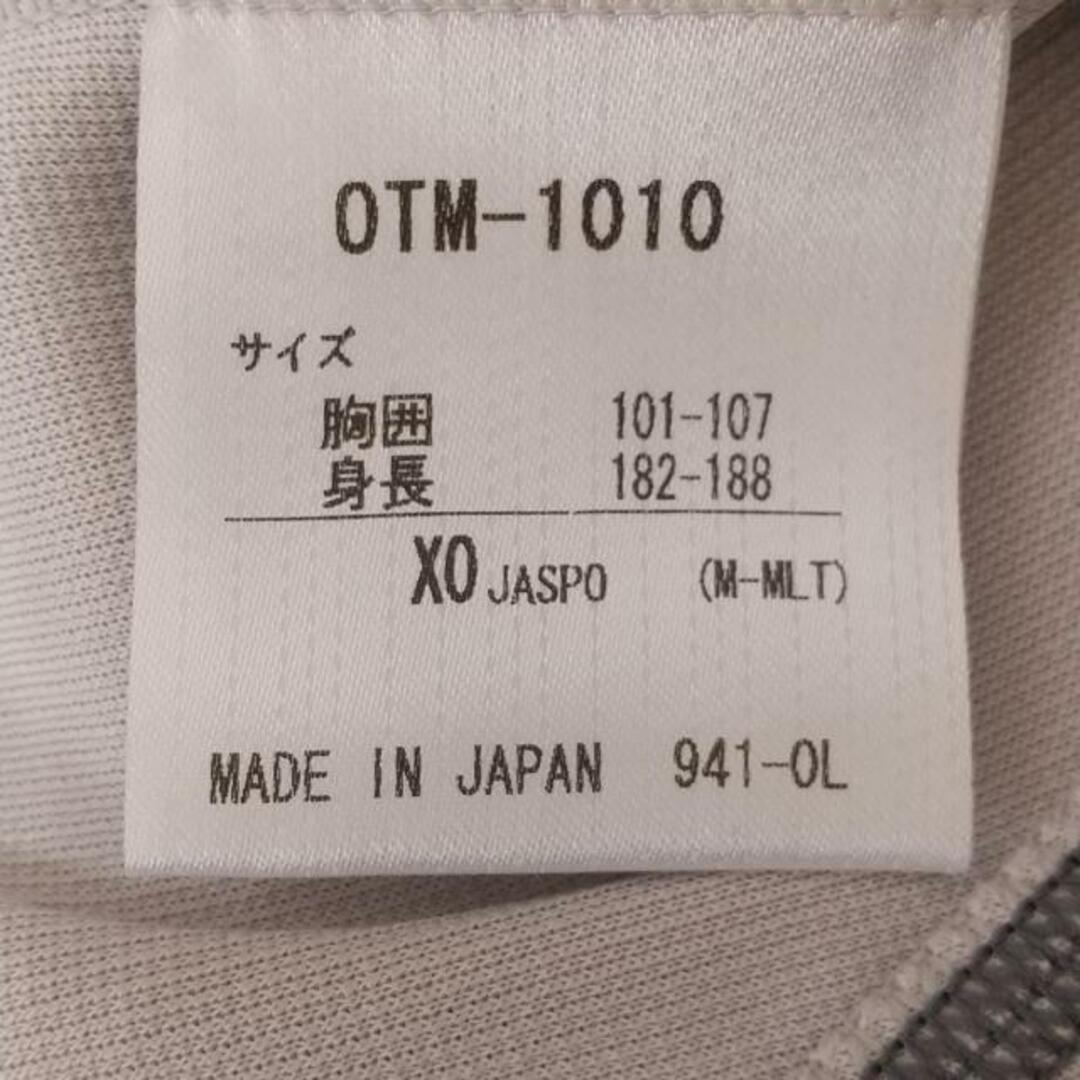 OTM-1010
サイズ
胸囲 101-107
身長 182-188
XO JASPO (M-MLT)
MADE IN JAPAN 941-OL